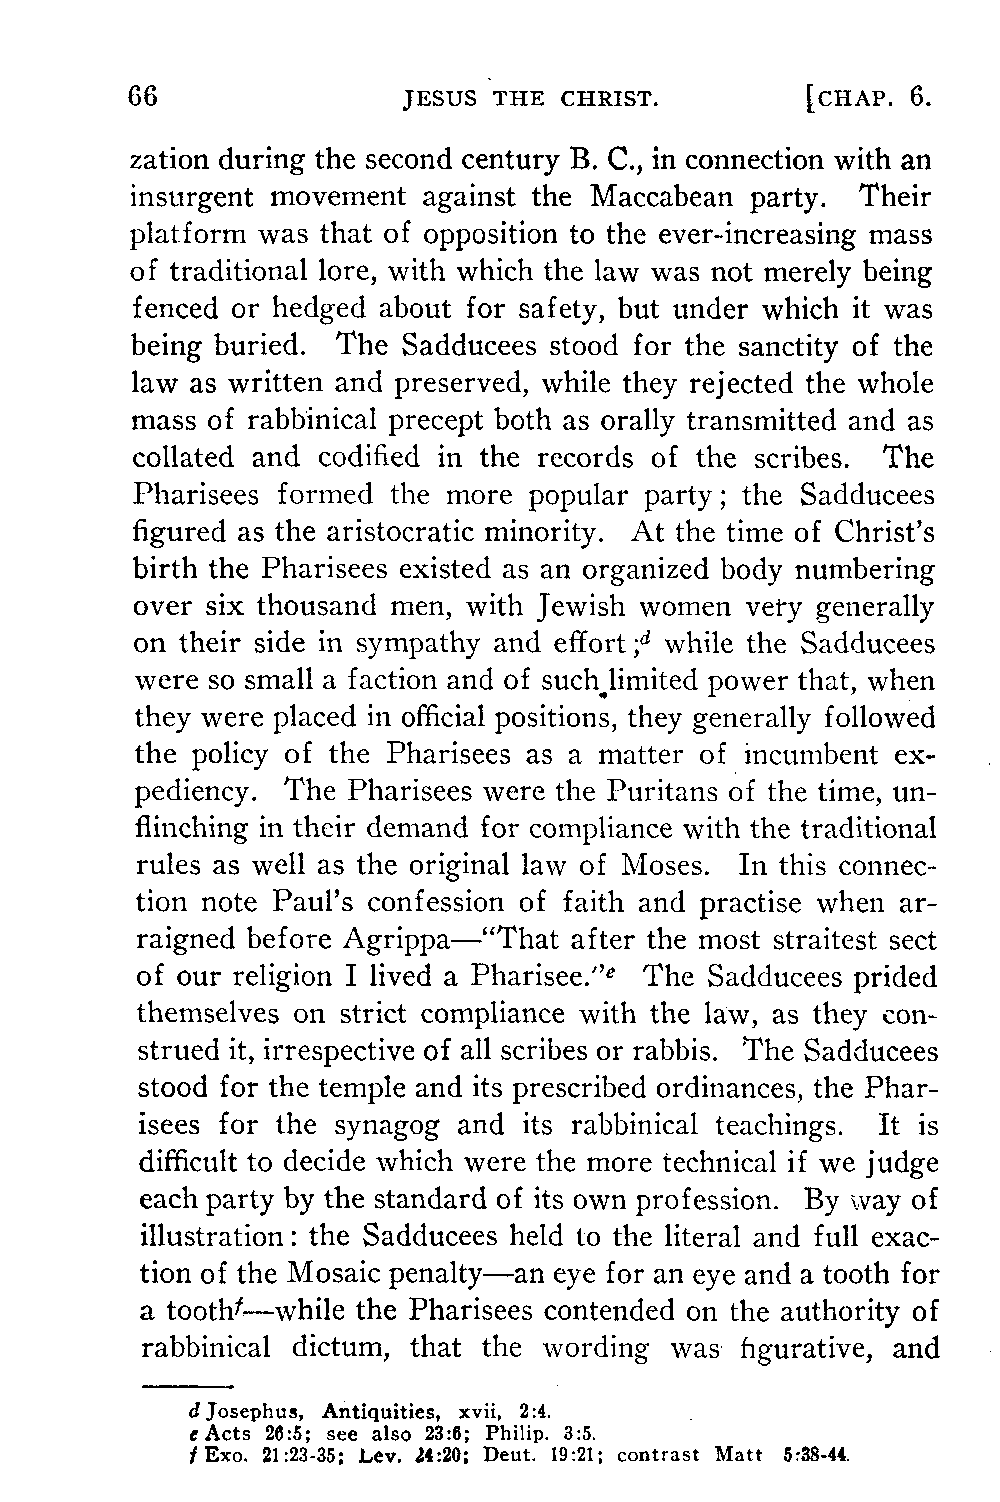 66 JESUS THE CHRIST. [CHAP. 6.
zation during the second century B. C., in connection with an
insurgent movement against the Maccabean party. Their
platform was that of opposition to the ever-increasing mass
of traditional lore, with which the law was not merely being
fenced or hedged about for safety, but under which it was
being buried. The Sadducees stood for the sanctity of the
law as written and preserved, while they rejected the whole
mass of rabbinical precept both as orally transmitted and as
collated and codified in the records of the scribes. The
Pharisees formed the more popular party; the Sadducees
figured as the aristocratic minority. At the time of Christ's
birth the Pharisees existed as an organized body numbering
over six thousand men, with Jewish women very generally
on their side in sympathy and effort;d while the Sadducees
were so small a faction and of such limited power that, when
they were placed in official positions, they generally followed
the policy of the Pharisees as a matter of incumbent ex-
pediency. The Pharisees were the Puritans of the time, un-
flinching in their demand for compliance with the traditional
rules as well as the original law of Moses. In this connec-
tion note Paul's confession of faith and practise when ar-
raigned before Agrippa—"That after the most straitest sect
of our religion I lived a Pharisee."e The Sadducees prided
themselves on strict compliance with the law, as they con-
strued it, irrespective of all scribes or rabbis. The Sadducees
stood for the temple and its prescribed ordinances, the Phar-
isees for the synagog and its rabbinical teachings. It is
difficult to decide which were the more technical if we judge
each party by the standard of its own profession. By way of
illustration: the Sadducees held to the literal and full exac-
tion of the Mosaic penalty—an eye for an eye and a tooth for
a toothf—while the Pharisees contended on the authority of
rabbinical dictum, that the wording was figurative, and
d Josephus, Antiquities, xvii, 2:4.
e Acts 26:5; see also 23:6; Philip. 3:5.
f Exo. 21:23-35; Lev. 24:20; Deut. 19:21; contrast Matt 5:38-44.